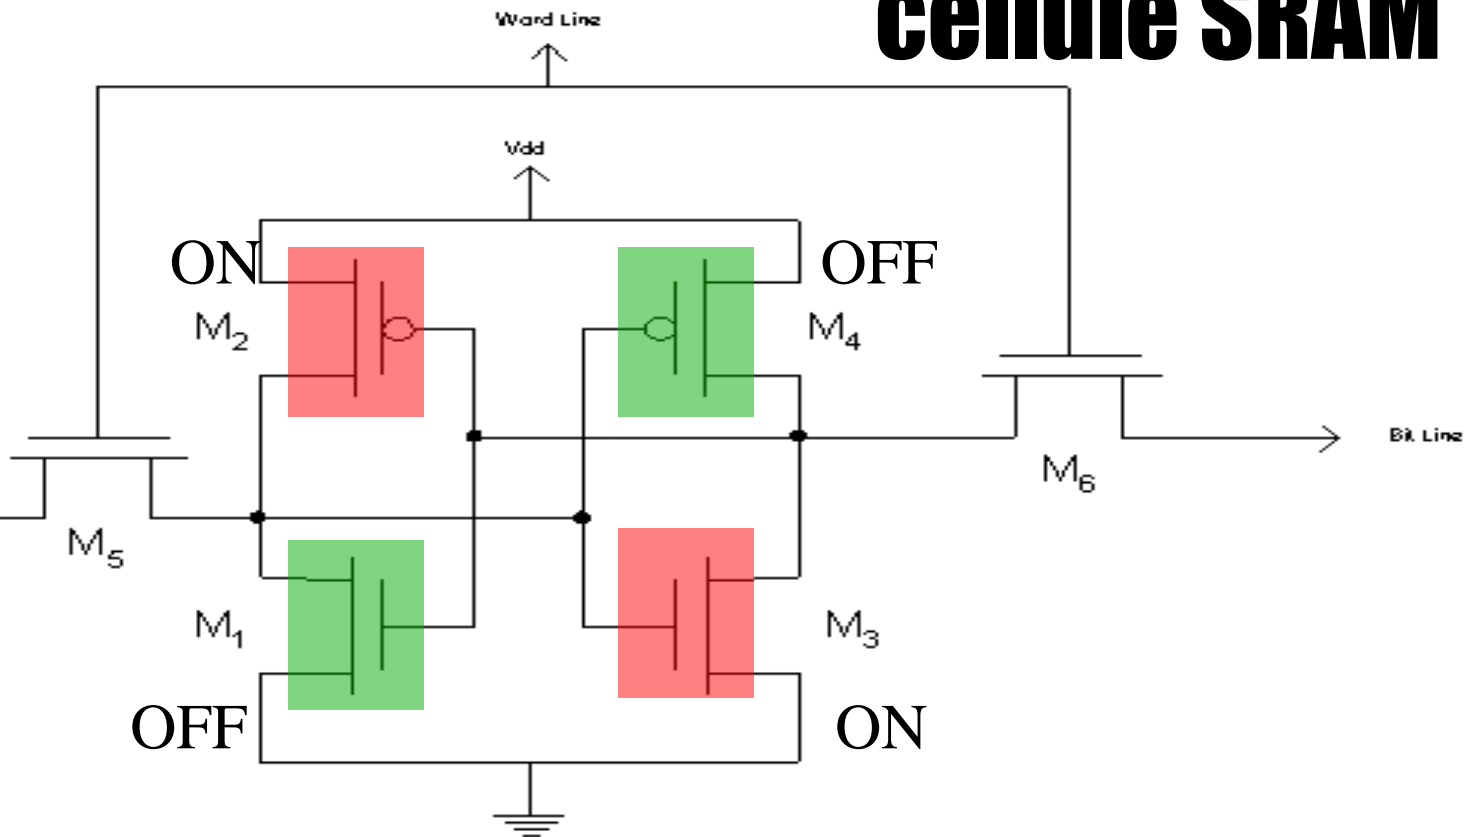 cellule SRAM
Word Line
Vdd
ON
OFF
M2
M4
Bit Line
M6
M5
M1
M3
OFF
ON